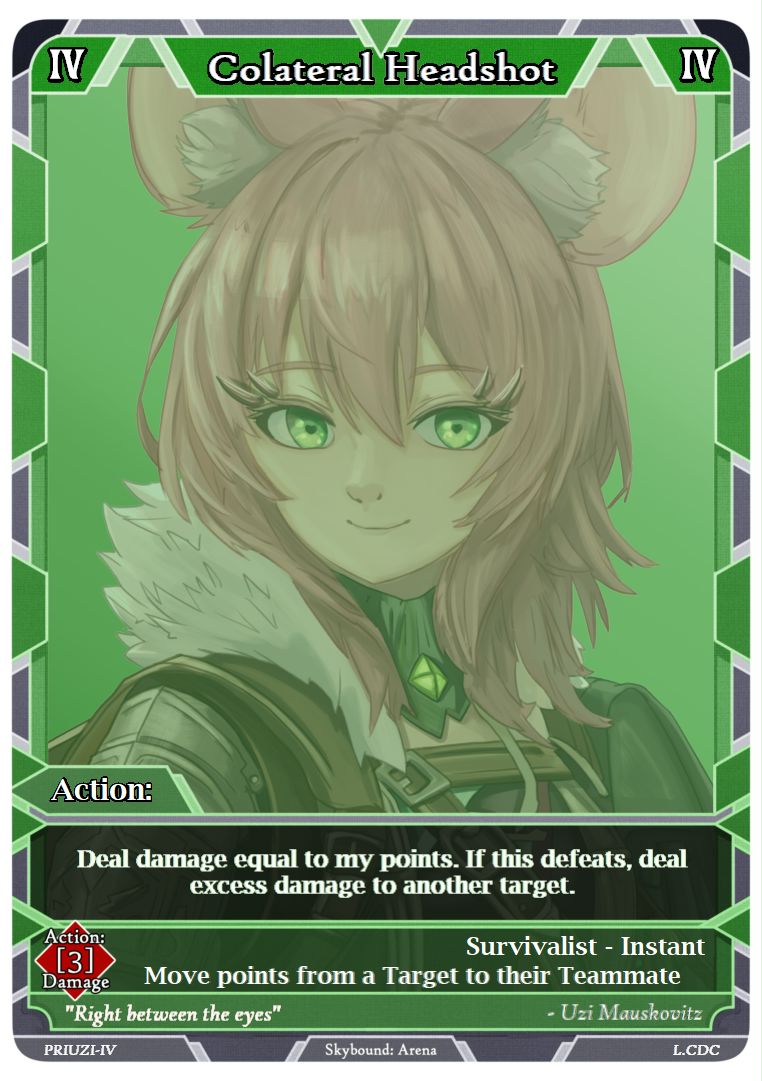 IV Colateral Headshot IV
Action:
Deal damage equal to my points. If this defeats, deal
excess damage to another target.
Action:
[3]
Damage
Survivalist - Instant
Move points from a Target to their Teammate
"Right between the eyes" - Uzi Mauskovitz
PRIUZI-IV Skybound: Arena L.CDC